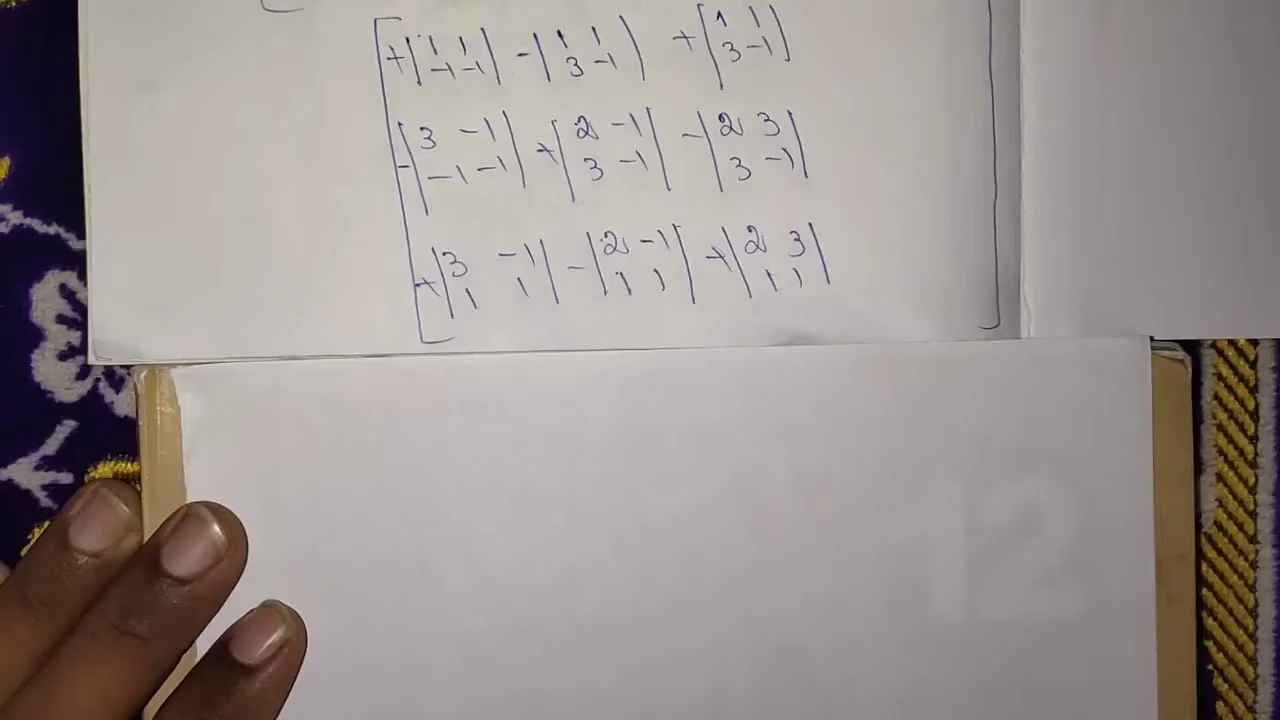 +|1 1| -|1 1| +|1 1|
-1 -1 3 -1 3 -1
-|3 -1| +|2 -1| -|2 3|
-1 -1 3 -1 3 -1
+|3 -1| -|2 -1| +|2 3|
1 1 1 1 1 1
12